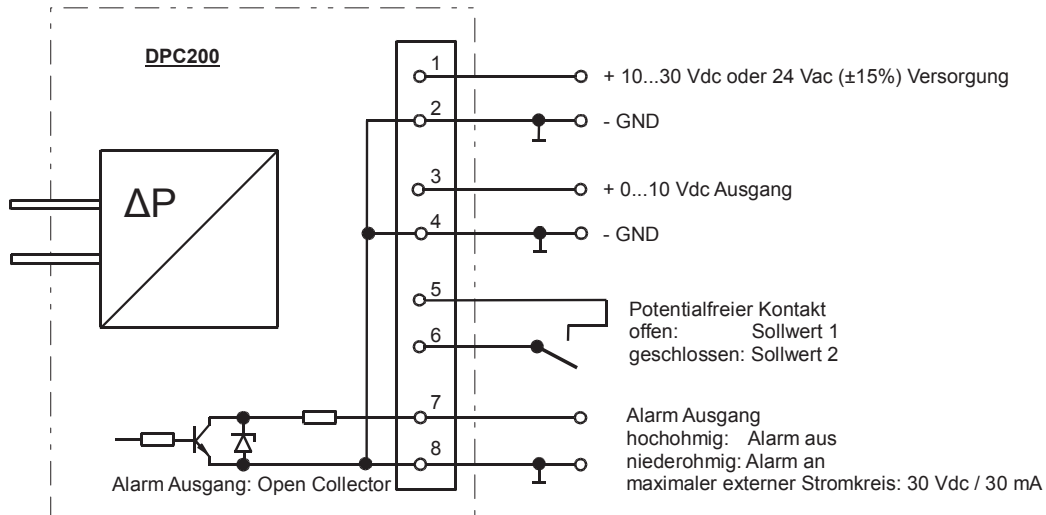 DPC200
ΔP
1
+ 10...30 Vdc oder 24 Vac (±15%) Versorgung
2
- GND
3
+ 0...10 Vdc Ausgang
4
- GND
5
Potentialfreier Kontakt
offen: Sollwert 1
6
geschlossen: Sollwert 2
7
Alarm Ausgang
hochohmig: Alarm aus
8
niederohmig: Alarm an
maximaler externer Stromkreis: 30 Vdc / 30 mA
Alarm Ausgang: Open Collector